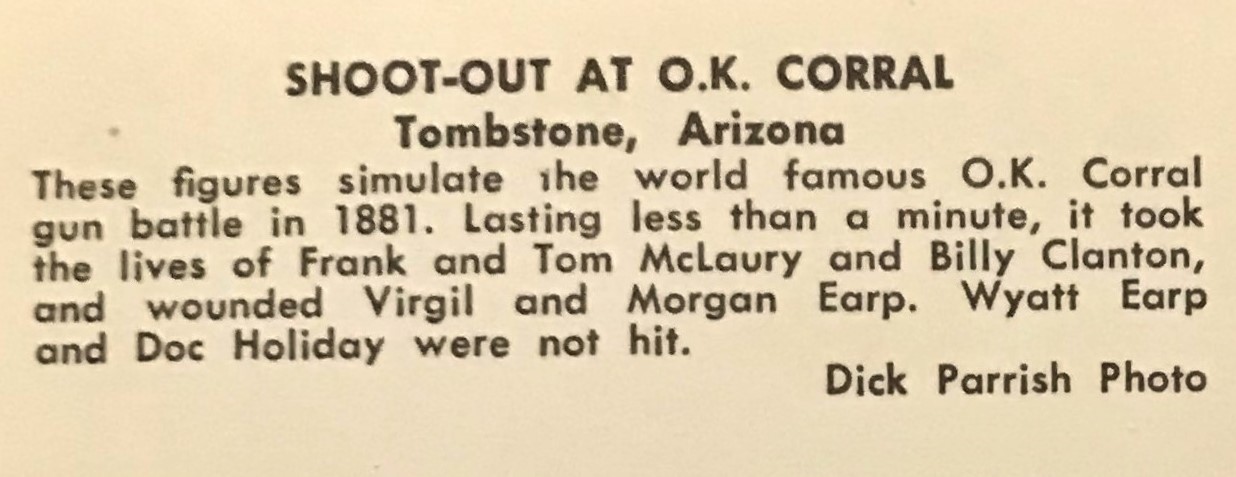 SHOOT-OUT AT O.K. CORRAL
Tombstone, Arizona
These figures simulate the world famous O.K. Corral
gun battle in 1881. Lasting less than a minute, it took
the lives of Frank and Tom McLaury and Billy Clanton,
and wounded Virgil and Morgan Earp. Wyatt Earp
and Doc Holiday were not hit.
Dick Parrish Photo